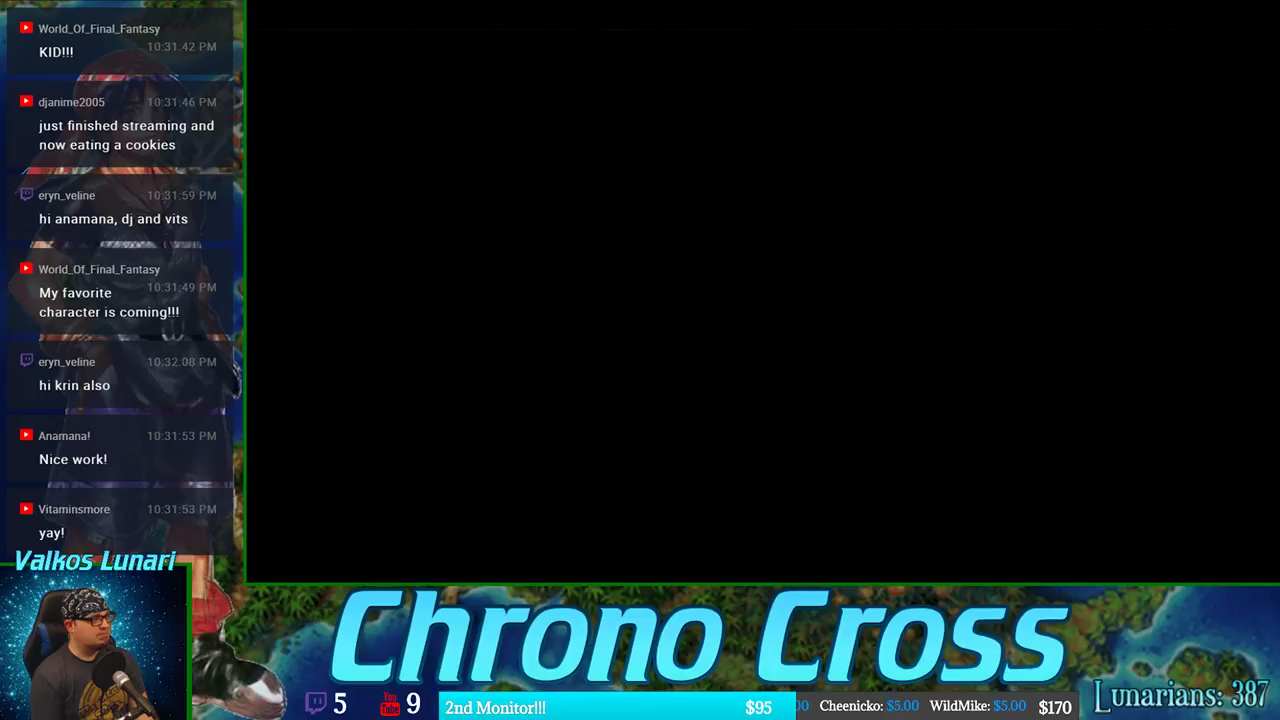 World_Of_Final_Fantasy
KID!!!
10:31:42 PM
djanime2005
10:31:46 PM
just finished streaming and
now eating a cookies
eryn_veline
10:31:59 PM
hi anamana, dj and vits
World_Of_Final_Fantasy
My favorite
10:31:49 PM
character is coming!!!
eryn_veline
10:32:08 PM
hi krin also
Anamana!
10:31:53 PM
Nice work!
Vitaminsmore
10:31:53 PM
yay!
Valkos Lunari
Chrono Cross
5
You
Tube
9
2nd Monitor!!!
$95
00
Cheenicko: $5.00
WildMike: $5.00
$170
Lunarians: 387